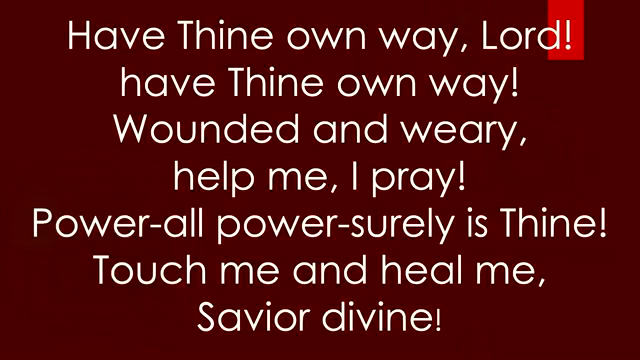 Have Thine own way, Lord!
have Thine own way!
Wounded and weary,
help me, I pray!
Power-all power-surely is Thine!
Touch me and heal me,
Savior divine!